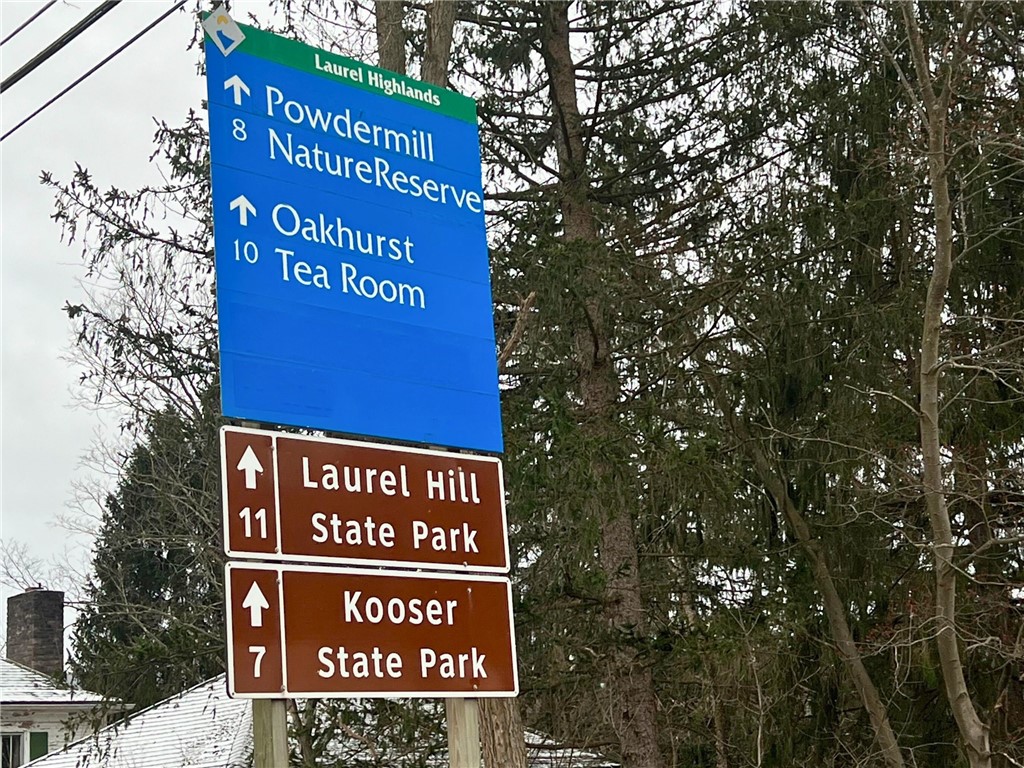 Laurel Highlands
Powdermill
8 NatureReserve
Oakhurst
10 Tea Room
Laurel Hill
11 State Park
Kooser
7 State Park